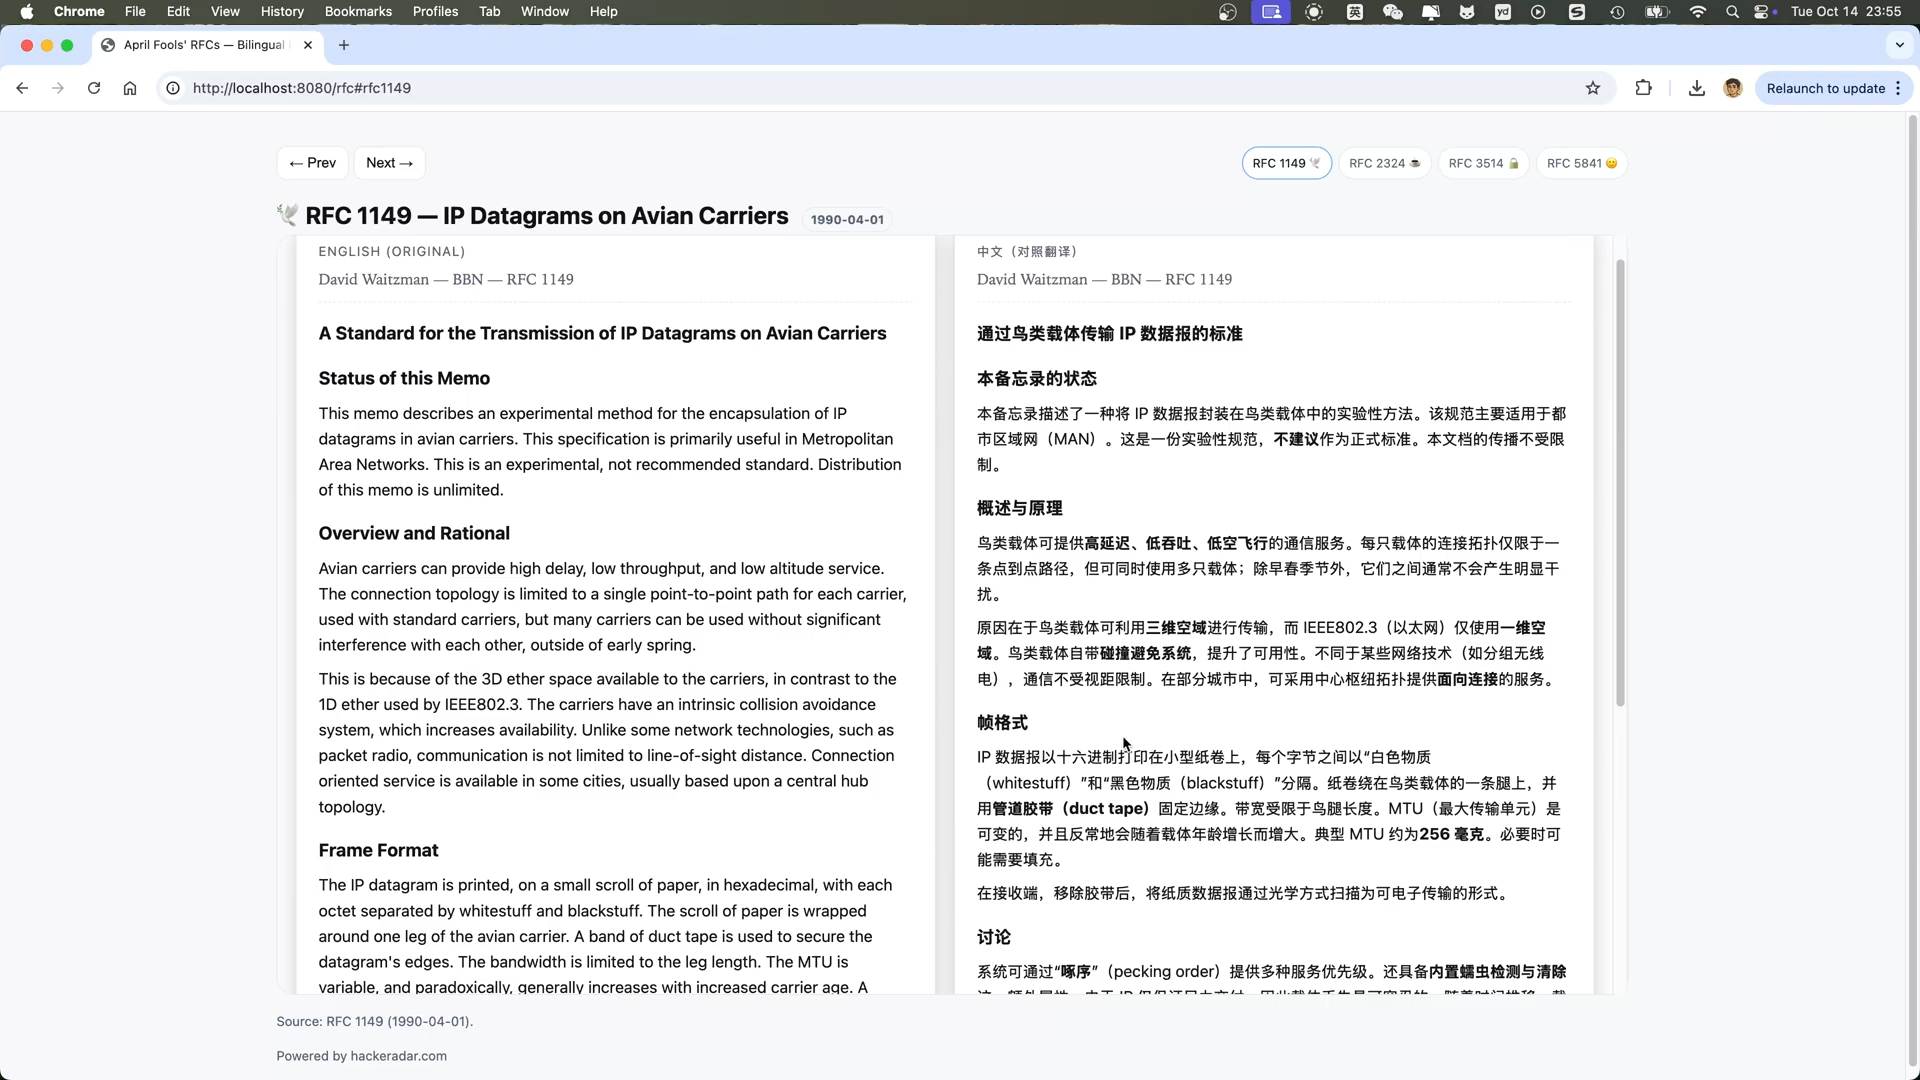 Chrome File Edit View History Bookmarks Profiles Tab Window Help
英 yd Tue Oct 14 23:55
April Fools' RFCs — Bilingual
http://localhost:8080/rfc#rfc1149
Relaunch to update
← Prev Next →
RFC 1149 🕊️ RFC 2324 ☕ RFC 3514 🔒 RFC 5841 😀
🕊️ RFC 1149 — IP Datagrams on Avian Carriers 1990-04-01
ENGLISH (ORIGINAL)
David Waitzman — BBN — RFC 1149
A Standard for the Transmission of IP Datagrams on Avian Carriers
Status of this Memo
This memo describes an experimental method for the encapsulation of IP
datagrams in avian carriers. This specification is primarily useful in Metropolitan
Area Networks. This is an experimental, not recommended standard. Distribution
of this memo is unlimited.
Overview and Rational
Avian carriers can provide high delay, low throughput, and low altitude service.
The connection topology is limited to a single point-to-point path for each carrier,
used with standard carriers, but many carriers can be used without significant
interference with each other, outside of early spring.
This is because of the 3D ether space available to the carriers, in contrast to the
1D ether used by IEEE802.3. The carriers have an intrinsic collision avoidance
system, which increases availability. Unlike some network technologies, such as
packet radio, communication is not limited to line-of-sight distance. Connection
oriented service is available in some cities, usually based upon a central hub
topology.
Frame Format
The IP datagram is printed, on a small scroll of paper, in hexadecimal, with each
octet separated by whitestuff and blackstuff. The scroll of paper is wrapped
around one leg of the avian carrier. A band of duct tape is used to secure the
datagram's edges. The bandwidth is limited to the leg length. The MTU is
variable, and paradoxically, generally increases with increased carrier age. A
中文（对照翻译）
David Waitzman — BBN — RFC 1149
通过鸟类载体传输 IP 数据报的标准
本备忘录的状态
本备忘录描述了一种将 IP 数据报封装在鸟类载体中的实验性方法。该规范主要适用于都
市区域网（MAN）。这是一份实验性规范，不建议作为正式标准。本文档的传播不受限
制。
概述与原理
鸟类载体可提供高延迟、低吞吐、低空飞行的通信服务。每只载体的连接拓扑仅限于一
条点到点路径，但可同时使用多只载体；除早春季节外，它们之间通常不会产生明显干
扰。
原因在于鸟类载体可利用三维空域进行传输，而 IEEE802.3（以太网）仅使用一维空
域。鸟类载体自带碰撞避免系统，提升了可用性。不同于某些网络技术（如分组无线
电），通信不受视距限制。在部分城市中，可采用中心枢纽拓扑提供面向连接的服务。
帧格式
IP 数据报以十六进制打印在小型纸卷上，每个字节之间以“白色物质
（whitestuff）”和“黑色物质（blackstuff）”分隔。纸卷绕在鸟类载体的一条腿上，并
用管道胶带（duct tape）固定边缘。带宽受限于鸟腿长度。MTU（最大传输单元）是
可变的，并且反常地会随着载体年龄增长而增大。典型 MTU 约为256 毫克。必要时可
能需要填充。
在接收端，移除胶带后，将纸质数据报通过光学方式扫描为可电子传输的形式。
讨论
系统可通过“啄序”（pecking order）提供多种服务优先级。还具备内置蠕虫检测与清除
Source: RFC 1149 (1990-04-01).
Powered by hackeradar.com